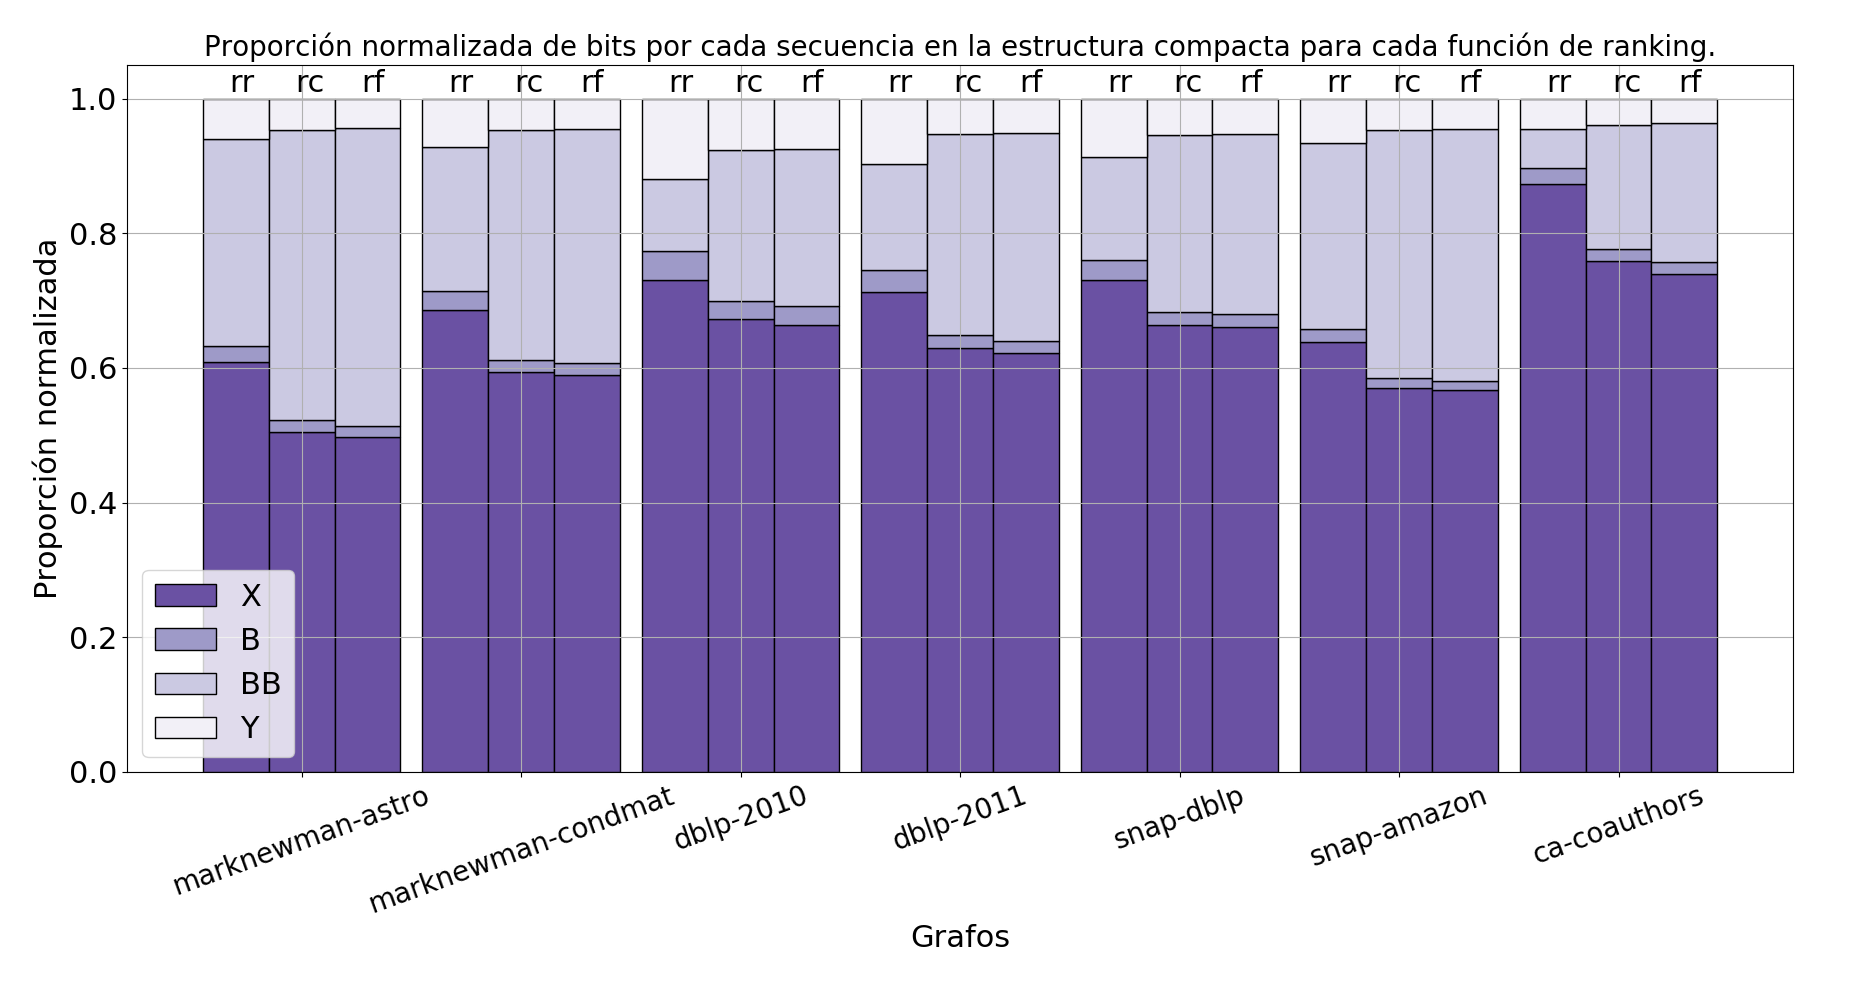 Proporción normalizada de bits por cada secuencia en la estructura compacta para cada función de ranking.
rr rc rf rr rc rf rr rc rf rr rc rf rr rc rf rr rc rf rr rc rf
1.0
0.8
0.6
0.4
0.2
0.0
Proporción normalizada
X
B
BB
Y
marknewman-astro
marknewman-condmat
dblp-2010
dblp-2011
snap-dblp
snap-amazon
ca-coauthors
Grafos